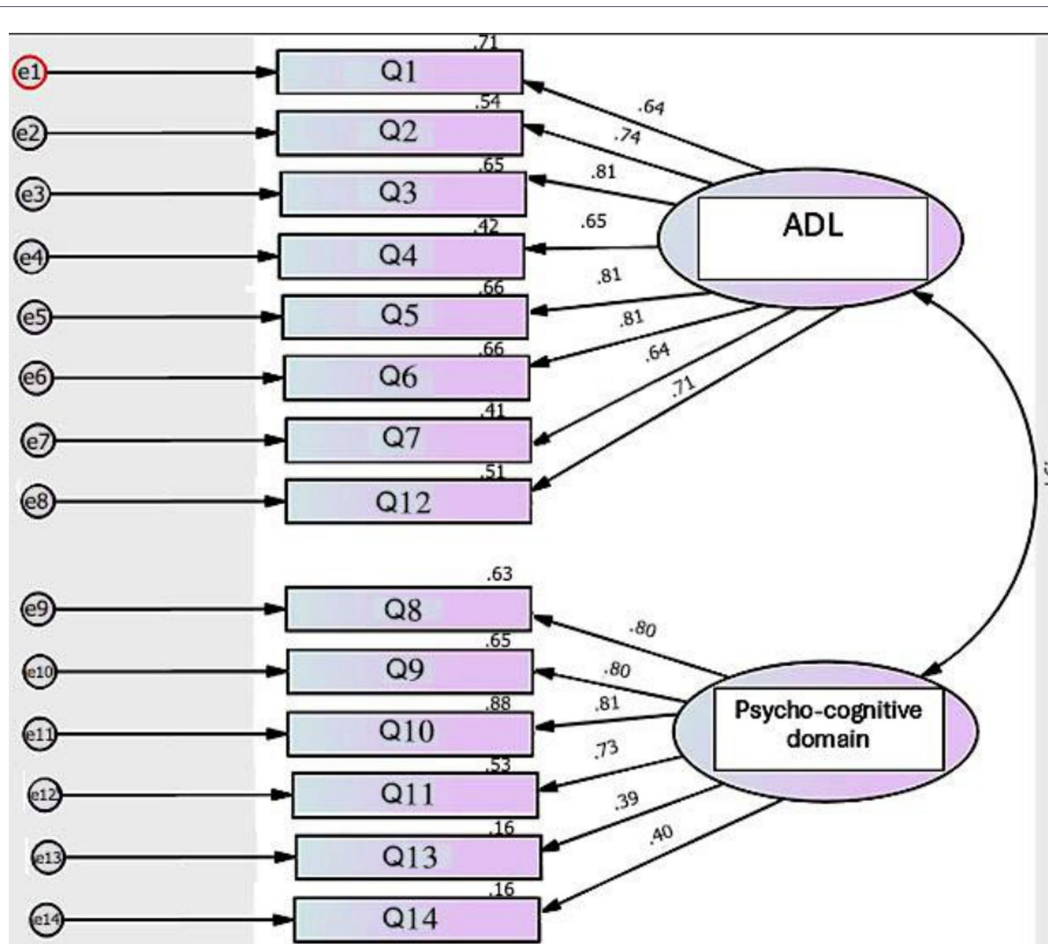 .71
e1 Q1
.64
.54
e2 Q2
.74
.65
e3 Q3
.81
.42
e4 Q4
.65
ADL
.66
e5 Q5
.81
.66
e6 Q6
.81
.41
e7 Q7
.64
.51
e8 Q12
.71
.63
e9 Q8
.80
.65
e10 Q9
.80
.88
e11 Q10
.81
Psycho-cognitive
domain
.53
e12 Q11
.73
.16
e13 Q13
.39
.16
e14 Q14
.40